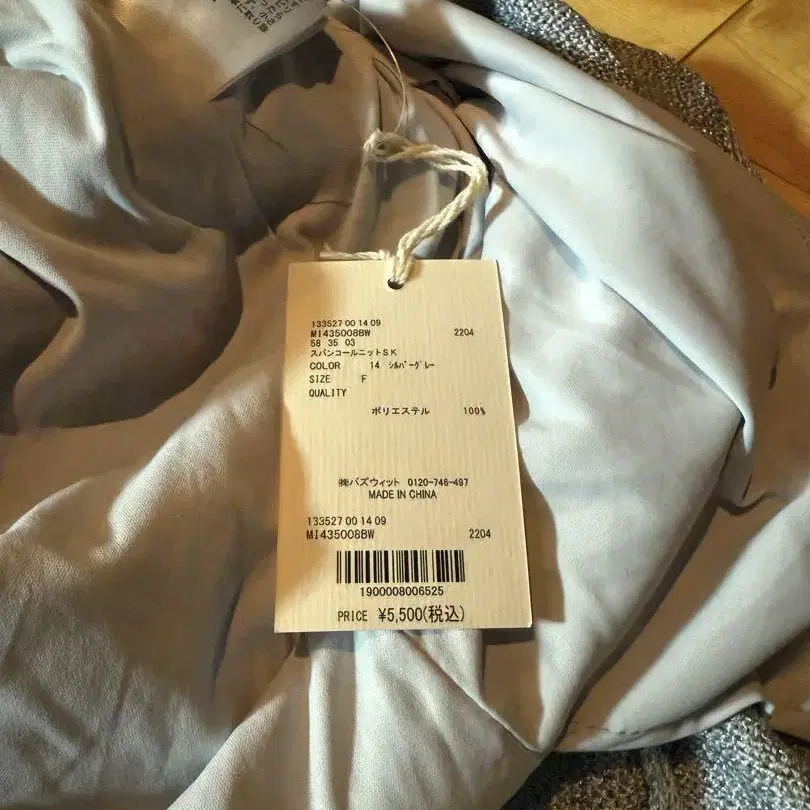 133527 00 14 09
MI435008BW 2204
58 35 03
スパンコールニットSK
COLOR 14 シルバーグレー
SIZE F
QUALITY
ポリエステル 100%
㈱バズウィット 0120-746-497
MADE IN CHINA
133527 00 14 09
MI435008BW 2204
1900008006525
PRICE ¥5,500(税込)